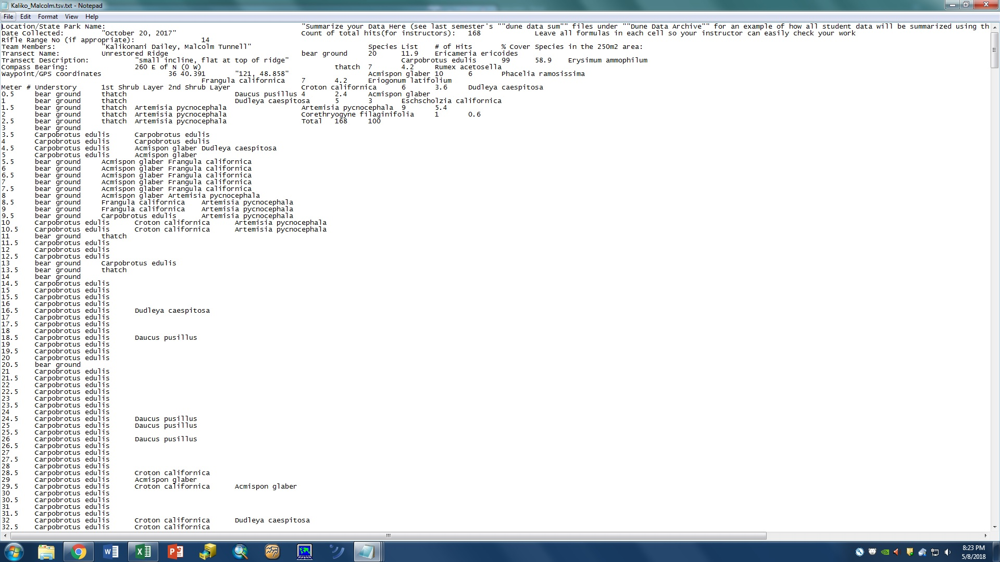 Kaliko_Malcolm.tsv.txt - Notepad
File Edit Format View Help
Location/State Park Name: "Summarize your Data Here (see last semester's ""dune data sum"" files under ""Dune Data Archive"" for an example of how all student data will be summarized using th
Date Collected: "October 20, 2017" Count of total hits(for instructors): 168 Leave all formulas in each cell so your instructor can easily check your work
Rifle Range No (if appropriate): 14
Team Members: "Kalikonani Dailey, Malcolm Tunnell" Species List # of Hits % Cover Species in the 250m2 area:
Transect Name: Unrestored Ridge bear ground 20 11.9 Ericameria ericoides
Transect Description: "small incline, flat at top of ridge" Carpobrotus edulis 99 58.9 Erysimum ammophilum
Compass Bearing: 260 E of N (0 W) thatch 7 4.2 Rumex acetosella
Waypoint/GPS coordinates 36 40.391 "121, 48.858" Acmispon glaber 10 6 Phacelia ramosissima
Frangula californica 7 4.2 Eriogonum latifolium
Meter # Understory 1st Shrub Layer 2nd Shrub Layer Croton californica 6 3.6 Dudleya caespitosa
0.5 bear ground thatch Daucus pusillus 4 2.4 Acmispon glaber
1 bear ground thatch Dudleya caespitosa 5 3 Eschscholzia californica
1.5 bear ground thatch Artemisia pycnocephala Artemisia pycnocephala 9 5.4
2 bear ground thatch Artemisia pycnocephala Corethryogyne filaginifolia 1 0.6
2.5 bear ground thatch Artemisia pycnocephala Total 168 100
3 bear ground
3.5 Carpobrotus edulis Carpobrotus edulis
4 Carpobrotus edulis Carpobrotus edulis
4.5 Carpobrotus edulis Acmispon glaber Dudleya caespitosa
5 Carpobrotus edulis Acmispon glaber
5.5 bear ground Acmispon glaber Frangula californica
6 bear ground Acmispon glaber Frangula californica
6.5 bear ground Acmispon glaber Frangula californica
7 bear ground Acmispon glaber Frangula californica
7.5 bear ground Acmispon glaber Frangula californica
8 bear ground Acmispon glaber Artemisia pycnocephala
8.5 bear ground Frangula californica Artemisia pycnocephala
9 bear ground Frangula californica Artemisia pycnocephala
9.5 bear ground Carpobrotus edulis Artemisia pycnocephala
10 Carpobrotus edulis Croton californica Artemisia pycnocephala
10.5 Carpobrotus edulis Croton californica Artemisia pycnocephala
11 bear ground thatch
11.5 Carpobrotus edulis
12 Carpobrotus edulis
12.5 Carpobrotus edulis
13 bear ground Carpobrotus edulis
13.5 bear ground thatch
14 bear ground
14.5 Carpobrotus edulis
15 Carpobrotus edulis
15.5 Carpobrotus edulis
16 Carpobrotus edulis
16.5 Carpobrotus edulis Dudleya caespitosa
17 Carpobrotus edulis
17.5 Carpobrotus edulis
18 Carpobrotus edulis
18.5 Carpobrotus edulis Daucus pusillus
19 Carpobrotus edulis
19.5 Carpobrotus edulis
20 Carpobrotus edulis
20.5 bear ground
21 Carpobrotus edulis
21.5 Carpobrotus edulis
22 Carpobrotus edulis
22.5 Carpobrotus edulis
23 Carpobrotus edulis
23.5 Carpobrotus edulis
24 Carpobrotus edulis
24.5 Carpobrotus edulis Daucus pusillus
25 Carpobrotus edulis Daucus pusillus
25.5 Carpobrotus edulis
26 Carpobrotus edulis Daucus pusillus
26.5 Carpobrotus edulis
27 Carpobrotus edulis
27.5 Carpobrotus edulis
28 Carpobrotus edulis
28.5 Carpobrotus edulis Croton californica
29 Carpobrotus edulis Acmispon glaber
29.5 Carpobrotus edulis Croton californica Acmispon glaber
30 Carpobrotus edulis
30.5 Carpobrotus edulis
31 Carpobrotus edulis
31.5 Carpobrotus edulis
32 Carpobrotus edulis Croton californica Dudleya caespitosa
32.5 Carpobrotus edulis Croton californica
8:23 PM
5/8/2018